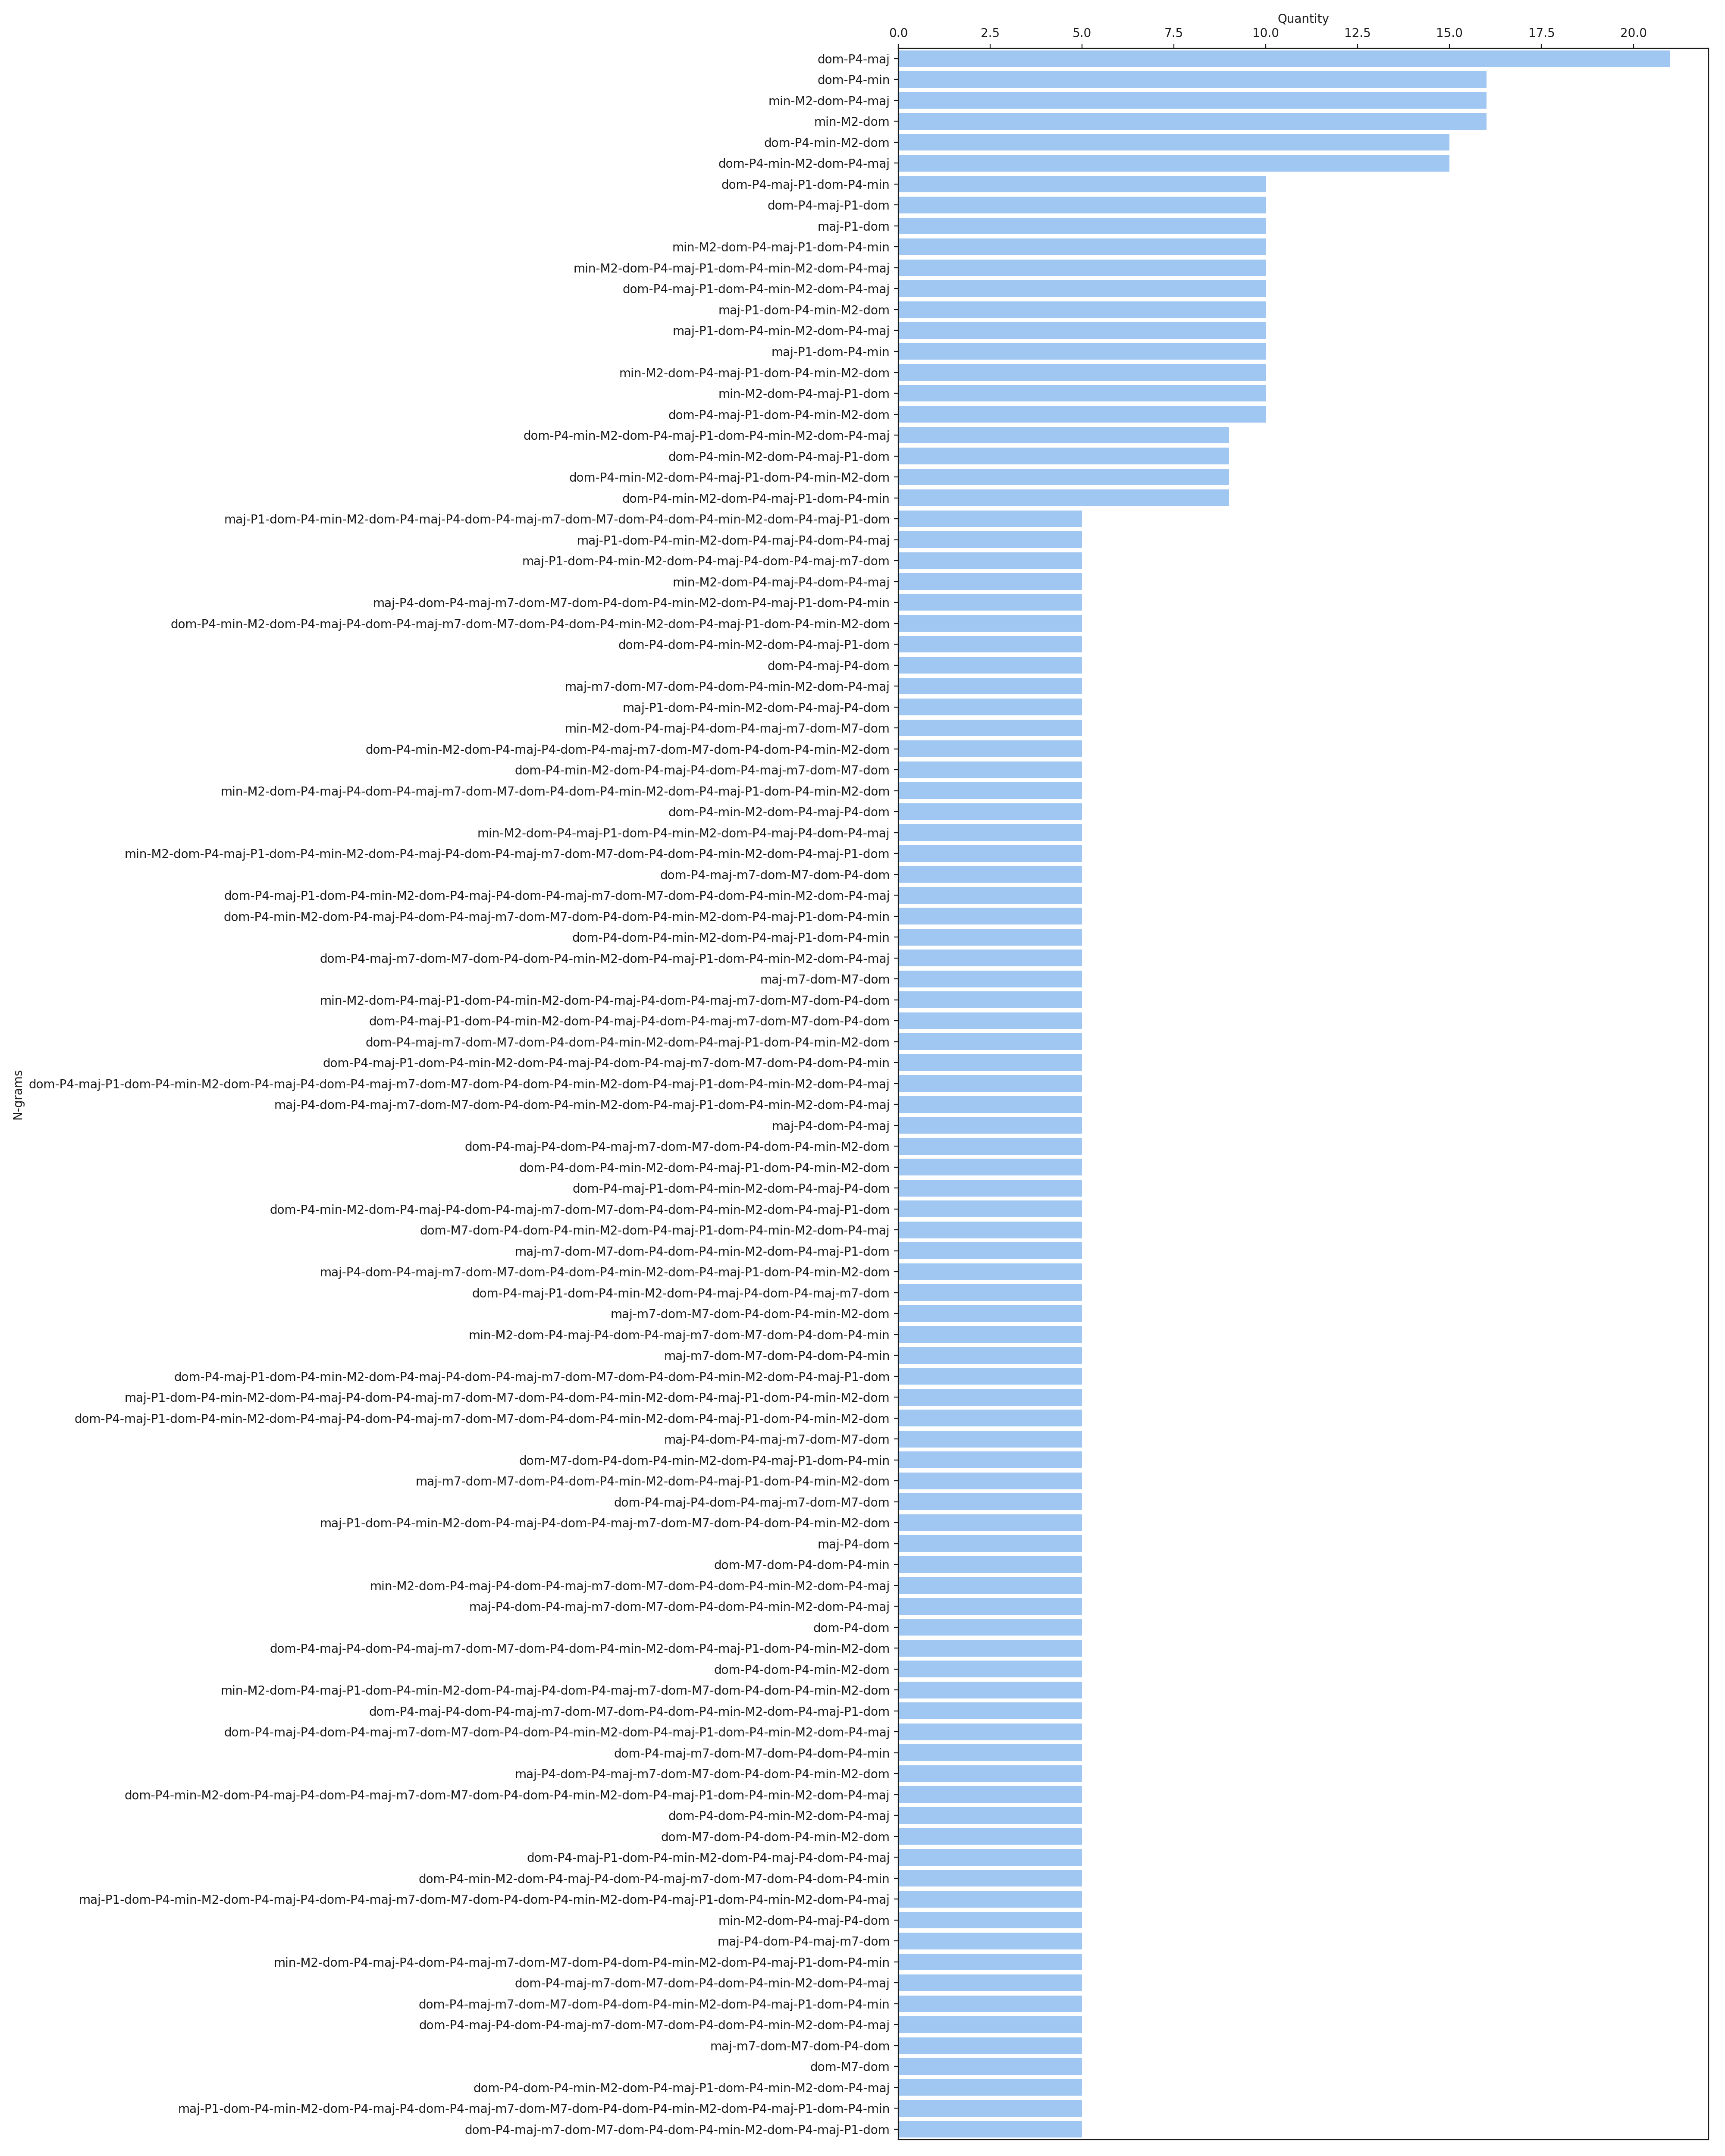 Quantity
0.0 2.5 5.0 7.5 10.0 12.5 15.0 17.5 20.0
dom-P4-maj
dom-P4-min
min-M2-dom-P4-maj
min-M2-dom
dom-P4-min-M2-dom
dom-P4-min-M2-dom-P4-maj
dom-P4-maj-P1-dom-P4-min
dom-P4-maj-P1-dom
maj-P1-dom
min-M2-dom-P4-maj-P1-dom-P4-min
min-M2-dom-P4-maj-P1-dom-P4-min-M2-dom-P4-maj
dom-P4-maj-P1-dom-P4-min-M2-dom-P4-maj
maj-P1-dom-P4-min-M2-dom
maj-P1-dom-P4-min-M2-dom-P4-maj
maj-P1-dom-P4-min
min-M2-dom-P4-maj-P1-dom-P4-min-M2-dom
min-M2-dom-P4-maj-P1-dom
dom-P4-maj-P1-dom-P4-min-M2-dom
dom-P4-min-M2-dom-P4-maj-P1-dom-P4-min-M2-dom-P4-maj
dom-P4-min-M2-dom-P4-maj-P1-dom
dom-P4-min-M2-dom-P4-maj-P1-dom-P4-min-M2-dom
dom-P4-min-M2-dom-P4-maj-P1-dom-P4-min
maj-P1-dom-P4-min-M2-dom-P4-maj-P4-dom-P4-maj-m7-dom-M7-dom-P4-dom-P4-min-M2-dom-P4-maj-P1-dom
maj-P1-dom-P4-min-M2-dom-P4-maj-P4-dom-P4-maj
maj-P1-dom-P4-min-M2-dom-P4-maj-P4-dom-P4-maj-m7-dom
min-M2-dom-P4-maj-P4-dom-P4-maj
maj-P4-dom-P4-maj-m7-dom-M7-dom-P4-dom-P4-min-M2-dom-P4-maj-P1-dom-P4-min
dom-P4-min-M2-dom-P4-maj-P4-dom-P4-maj-m7-dom-M7-dom-P4-dom-P4-min-M2-dom-P4-maj-P1-dom-P4-min-M2-dom
dom-P4-dom-P4-min-M2-dom-P4-maj-P1-dom
dom-P4-maj-P4-dom
maj-m7-dom-M7-dom-P4-dom-P4-min-M2-dom-P4-maj
maj-P1-dom-P4-min-M2-dom-P4-maj-P4-dom
min-M2-dom-P4-maj-P4-dom-P4-maj-m7-dom-M7-dom
dom-P4-min-M2-dom-P4-maj-P4-dom-P4-maj-m7-dom-M7-dom-P4-dom-P4-min-M2-dom
dom-P4-min-M2-dom-P4-maj-P4-dom-P4-maj-m7-dom-M7-dom
min-M2-dom-P4-maj-P4-dom-P4-maj-m7-dom-M7-dom-P4-dom-P4-min-M2-dom-P4-maj-P1-dom-P4-min-M2-dom
dom-P4-min-M2-dom-P4-maj-P4-dom
min-M2-dom-P4-maj-P1-dom-P4-min-M2-dom-P4-maj-P4-dom-P4-maj
min-M2-dom-P4-maj-P1-dom-P4-min-M2-dom-P4-maj-P4-dom-P4-maj-m7-dom-M7-dom-P4-dom-P4-min-M2-dom-P4-maj-P1-dom
dom-P4-maj-m7-dom-M7-dom-P4-dom
dom-P4-maj-P1-dom-P4-min-M2-dom-P4-maj-P4-dom-P4-maj-m7-dom-M7-dom-P4-dom-P4-min-M2-dom-P4-maj
dom-P4-min-M2-dom-P4-maj-P4-dom-P4-maj-m7-dom-M7-dom-P4-dom-P4-min-M2-dom-P4-maj-P1-dom-P4-min
dom-P4-dom-P4-min-M2-dom-P4-maj-P1-dom-P4-min
dom-P4-maj-m7-dom-M7-dom-P4-dom-P4-min-M2-dom-P4-maj-P1-dom-P4-min-M2-dom-P4-maj
maj-m7-dom-M7-dom
min-M2-dom-P4-maj-P1-dom-P4-min-M2-dom-P4-maj-P4-dom-P4-maj-m7-dom-M7-dom-P4-dom
dom-P4-maj-P1-dom-P4-min-M2-dom-P4-maj-P4-dom-P4-maj-m7-dom-M7-dom-P4-dom
dom-P4-maj-m7-dom-M7-dom-P4-dom-P4-min-M2-dom-P4-maj-P1-dom-P4-min-M2-dom
dom-P4-maj-P1-dom-P4-min-M2-dom-P4-maj-P4-dom-P4-maj-m7-dom-M7-dom-P4-dom-P4-min
N-grams
dom-P4-maj-P1-dom-P4-min-M2-dom-P4-maj-P4-dom-P4-maj-m7-dom-M7-dom-P4-dom-P4-min-M2-dom-P4-maj-P1-dom-P4-min-M2-dom-P4-maj
maj-P4-dom-P4-maj-m7-dom-M7-dom-P4-dom-P4-min-M2-dom-P4-maj-P1-dom-P4-min-M2-dom-P4-maj
maj-P4-dom-P4-maj
dom-P4-maj-P4-dom-P4-maj-m7-dom-M7-dom-P4-dom-P4-min-M2-dom
dom-P4-dom-P4-min-M2-dom-P4-maj-P1-dom-P4-min-M2-dom
dom-P4-maj-P1-dom-P4-min-M2-dom-P4-maj-P4-dom
dom-P4-min-M2-dom-P4-maj-P4-dom-P4-maj-m7-dom-M7-dom-P4-dom-P4-min-M2-dom-P4-maj-P1-dom
dom-M7-dom-P4-dom-P4-min-M2-dom-P4-maj-P1-dom-P4-min-M2-dom-P4-maj
maj-m7-dom-M7-dom-P4-dom-P4-min-M2-dom-P4-maj-P1-dom
maj-P4-dom-P4-maj-m7-dom-M7-dom-P4-dom-P4-min-M2-dom-P4-maj-P1-dom-P4-min-M2-dom
dom-P4-maj-P1-dom-P4-min-M2-dom-P4-maj-P4-dom-P4-maj-m7-dom
maj-m7-dom-M7-dom-P4-dom-P4-min-M2-dom
min-M2-dom-P4-maj-P4-dom-P4-maj-m7-dom-M7-dom-P4-dom-P4-min
maj-m7-dom-M7-dom-P4-dom-P4-min
dom-P4-maj-P1-dom-P4-min-M2-dom-P4-maj-P4-dom-P4-maj-m7-dom-M7-dom-P4-dom-P4-min-M2-dom-P4-maj-P1-dom
maj-P1-dom-P4-min-M2-dom-P4-maj-P4-dom-P4-maj-m7-dom-M7-dom-P4-dom-P4-min-M2-dom-P4-maj-P1-dom-P4-min-M2-dom
dom-P4-maj-P1-dom-P4-min-M2-dom-P4-maj-P4-dom-P4-maj-m7-dom-M7-dom-P4-dom-P4-min-M2-dom-P4-maj-P1-dom-P4-min-M2-dom
maj-P4-dom-P4-maj-m7-dom-M7-dom
dom-M7-dom-P4-dom-P4-min-M2-dom-P4-maj-P1-dom-P4-min
maj-m7-dom-M7-dom-P4-dom-P4-min-M2-dom-P4-maj-P1-dom-P4-min-M2-dom
dom-P4-maj-P4-dom-P4-maj-m7-dom-M7-dom
maj-P1-dom-P4-min-M2-dom-P4-maj-P4-dom-P4-maj-m7-dom-M7-dom-P4-dom-P4-min-M2-dom
maj-P4-dom
dom-M7-dom-P4-dom-P4-min
min-M2-dom-P4-maj-P4-dom-P4-maj-m7-dom-M7-dom-P4-dom-P4-min-M2-dom-P4-maj
maj-P4-dom-P4-maj-m7-dom-M7-dom-P4-dom-P4-min-M2-dom-P4-maj
dom-P4-dom
dom-P4-maj-P4-dom-P4-maj-m7-dom-M7-dom-P4-dom-P4-min-M2-dom-P4-maj-P1-dom-P4-min-M2-dom
dom-P4-dom-P4-min-M2-dom
min-M2-dom-P4-maj-P1-dom-P4-min-M2-dom-P4-maj-P4-dom-P4-maj-m7-dom-M7-dom-P4-dom-P4-min-M2-dom
dom-P4-maj-P4-dom-P4-maj-m7-dom-M7-dom-P4-dom-P4-min-M2-dom-P4-maj-P1-dom
dom-P4-maj-P4-dom-P4-maj-m7-dom-M7-dom-P4-dom-P4-min-M2-dom-P4-maj-P1-dom-P4-min-M2-dom-P4-maj
dom-P4-maj-m7-dom-M7-dom-P4-dom-P4-min
maj-P4-dom-P4-maj-m7-dom-M7-dom-P4-dom-P4-min-M2-dom
dom-P4-min-M2-dom-P4-maj-P4-dom-P4-maj-m7-dom-M7-dom-P4-dom-P4-min-M2-dom-P4-maj-P1-dom-P4-min-M2-dom-P4-maj
dom-P4-dom-P4-min-M2-dom-P4-maj
dom-M7-dom-P4-dom-P4-min-M2-dom
dom-P4-maj-P1-dom-P4-min-M2-dom-P4-maj-P4-dom-P4-maj
dom-P4-min-M2-dom-P4-maj-P4-dom-P4-maj-m7-dom-M7-dom-P4-dom-P4-min
maj-P1-dom-P4-min-M2-dom-P4-maj-P4-dom-P4-maj-m7-dom-M7-dom-P4-dom-P4-min-M2-dom-P4-maj-P1-dom-P4-min-M2-dom-P4-maj
min-M2-dom-P4-maj-P4-dom
maj-P4-dom-P4-maj-m7-dom
min-M2-dom-P4-maj-P4-dom-P4-maj-m7-dom-M7-dom-P4-dom-P4-min-M2-dom-P4-maj-P1-dom-P4-min
dom-P4-maj-m7-dom-M7-dom-P4-dom-P4-min-M2-dom-P4-maj
dom-P4-maj-m7-dom-M7-dom-P4-dom-P4-min-M2-dom-P4-maj-P1-dom-P4-min
dom-P4-maj-P4-dom-P4-maj-m7-dom-M7-dom-P4-dom-P4-min-M2-dom-P4-maj
maj-m7-dom-M7-dom-P4-dom
dom-M7-dom
dom-P4-dom-P4-min-M2-dom-P4-maj-P1-dom-P4-min-M2-dom-P4-maj
maj-P1-dom-P4-min-M2-dom-P4-maj-P4-dom-P4-maj-m7-dom-M7-dom-P4-dom-P4-min-M2-dom-P4-maj-P1-dom-P4-min
dom-P4-maj-m7-dom-M7-dom-P4-dom-P4-min-M2-dom-P4-maj-P1-dom